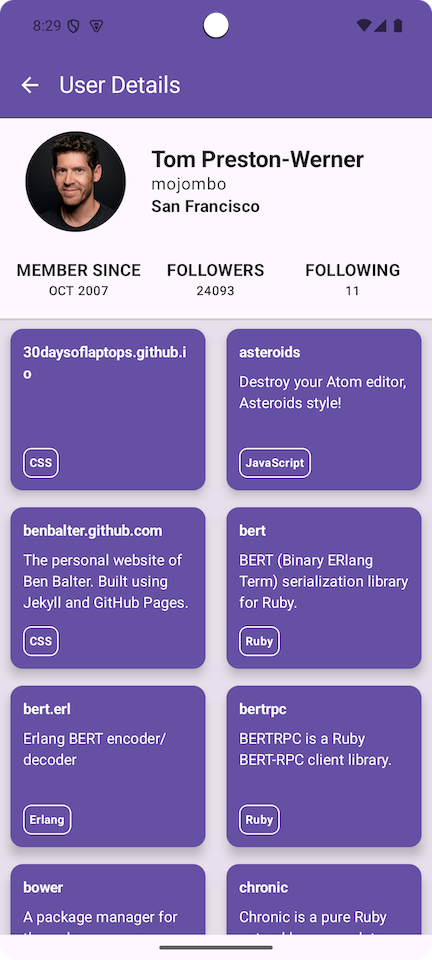 8:29
User Details
Tom Preston-Werner
mojombo
San Francisco
MEMBER SINCE
OCT 2007
FOLLOWERS
24093
FOLLOWING
11
30daysoflaptops.github.i
o
CSS
asteroids
Destroy your Atom editor,
Asteroids style!
JavaScript
benbalter.github.com
The personal website of
Ben Balter. Built using
Jekyll and GitHub Pages.
CSS
bert
BERT (Binary ERlang
Term) serialization library
for Ruby.
Ruby
bert.erl
Erlang BERT encoder/
decoder
Erlang
bertrpc
BERTRPC is a Ruby
BERT-RPC client library.
Ruby
bower
A package manager for
chronic
Chronic is a pure Ruby